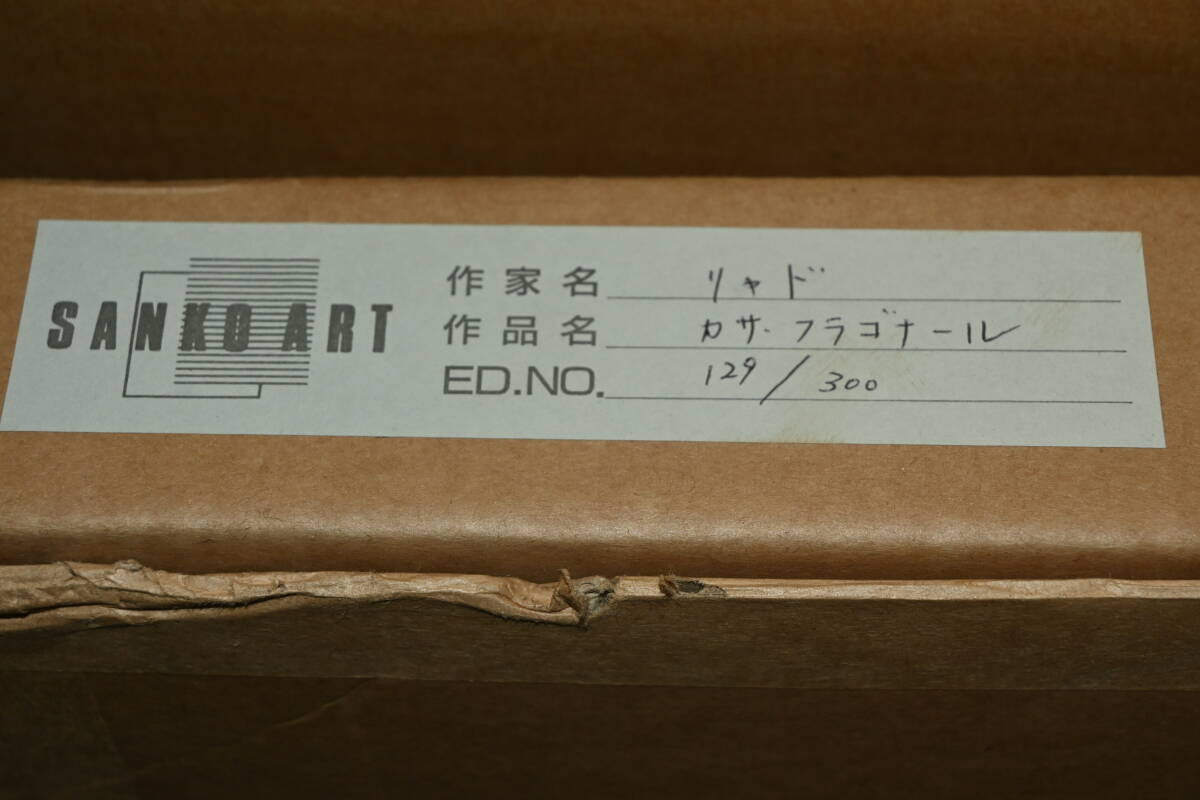 SANKO ART
作家名 リャド
作品名 カサ・フラゴナール
ED.NO. 129/300